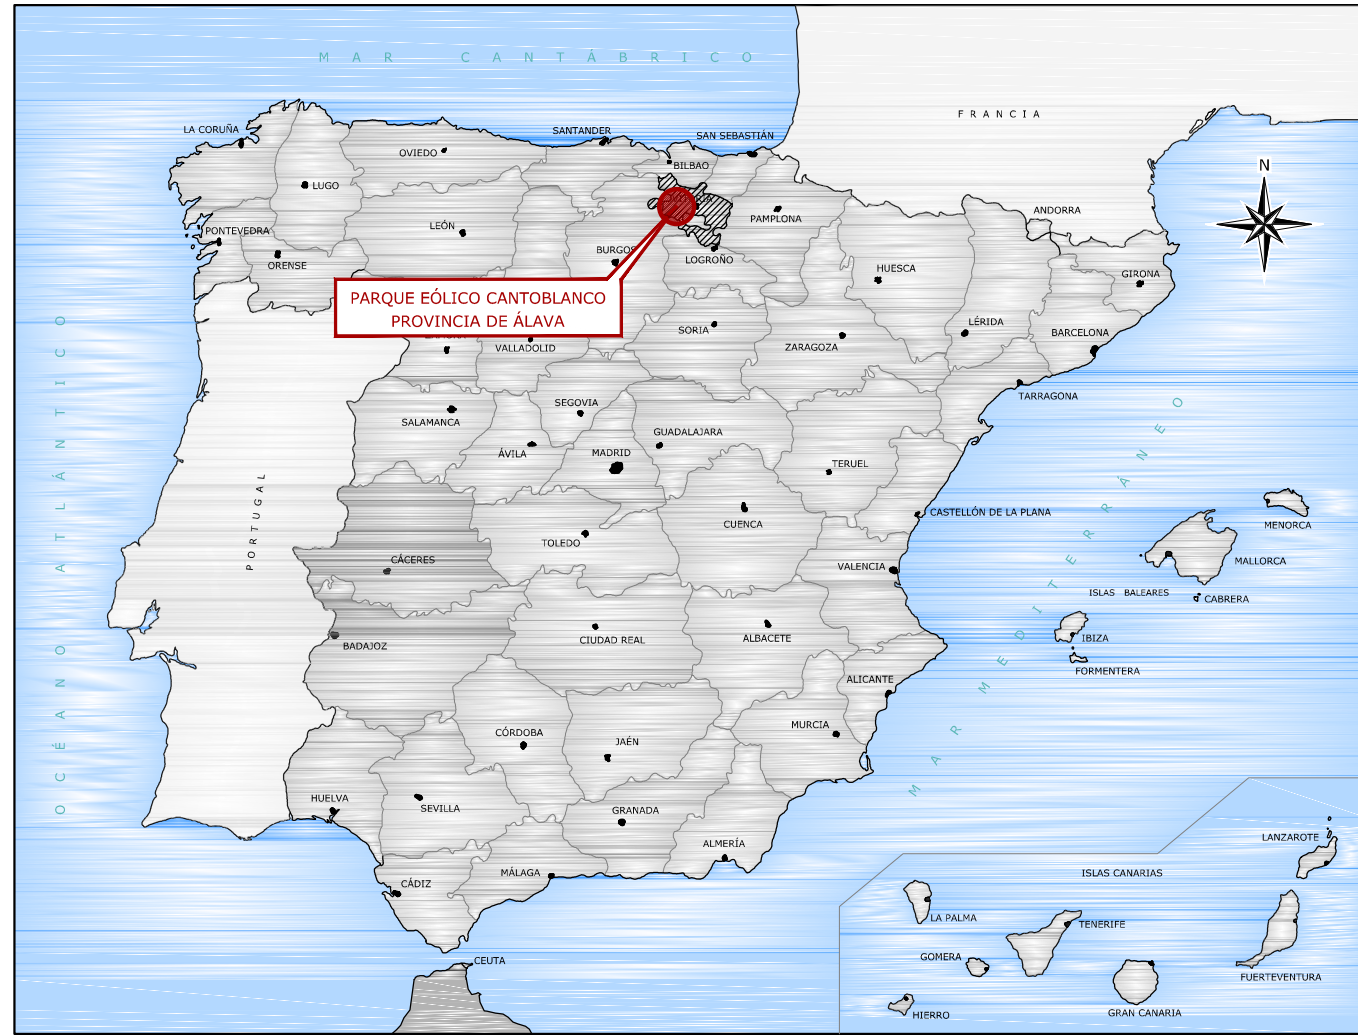 MAR CANTÁBRICO
FRANCIA
LA CORUÑA
SANTANDER
SAN SEBASTIÁN
OVIEDO
BILBAO
LUGO
ANDORRA
PAMPLONA
LEÓN
PONTEVEDRA
BURGOS
LOGROÑO
ORENSE
HUESCA
GIRONA
N
PARQUE EÓLICO CANTOBLANCO
PROVINCIA DE ÁLAVA
SORIA
LÉRIDA
BARCELONA
VALLADOLID
ZARAGOZA
TARRAGONA
SEGOVIA
SALAMANCA
GUADALAJARA
ÁVILA
MADRID
TERUEL
CASTELLÓN DE LA PLANA
CUENCA
MENORCA
TOLEDO
CÁCERES
VALENCIA
MALLORCA
ISLAS BALEARES
CABRERA
CIUDAD REAL
ALBACETE
IBIZA
BADAJOZ
FORMENTERA
ALICANTE
MURCIA
CÓRDOBA
JAÉN
HUELVA
SEVILLA
GRANADA
ALMERÍA
MÁLAGA
CÁDIZ
CEUTA
OCÉANO ATLÁNTICO
PORTUGAL
MAR MEDITERRÁNEO
LANZAROTE
ISLAS CANARIAS
LA PALMA
TENERIFE
GOMERA
FUERTEVENTURA
HIERRO
GRAN CANARIA